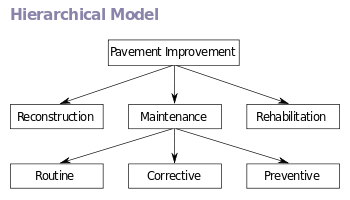 Hierarchical Model
Pavement Improvement
Reconstruction
Maintenance
Rehabilitation
Routine
Corrective
Preventive